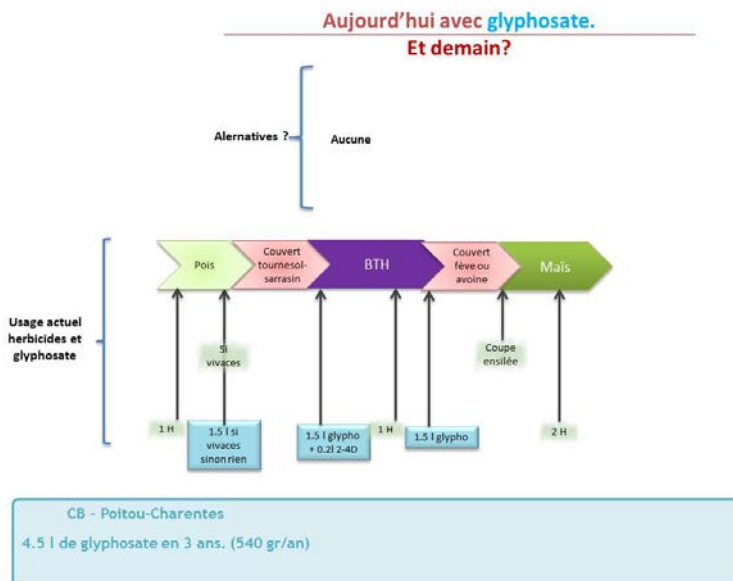 Aujourd'hui avec glyphosate.
Et demain?
Alernatives ?
Aucune
Pois
Couvert
tournesol-
sarrasin
BTH
Couvert
fève ou
avoine
Maïs
Usage actuel
herbicides et
glyphosate
Si
vivaces
Coupe
ensilée
1 H
1.5 l si
vivaces
sinon rien
1.5 l glypho
+ 0.2l 2-4D
1 H
1.5 l glypho
2 H
CB - Poitou-Charentes
4.5 l de glyphosate en 3 ans. (540 gr/an)